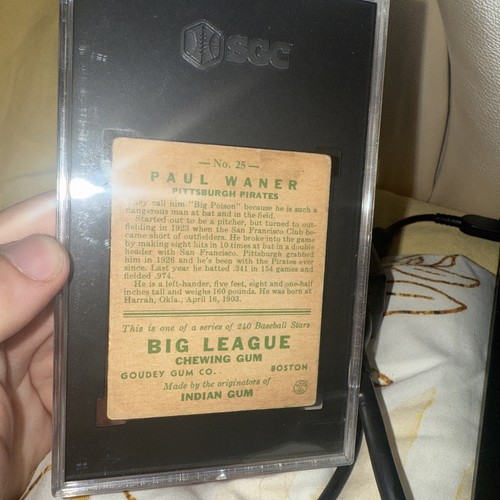 SGC
— No. 25 —
PAUL WANER
PITTSBURGH PIRATES
They call him "Big Poison" because he is such a
dangerous man at bat and in the field.
Started out to be a pitcher, but turned to out-
fielding in 1923 when the San Francisco Club be-
came short of outfielders. He broke into the game
by making eight hits in 10 times at bat in a double
header with San Francisco. Pittsburgh grabbed
him in 1926 and he's been with the Pirates ever
since. Last year he batted .341 in 154 games and
fielded .974.
He is a left-hander, five feet, eight and one-half
inches tall and weighs 160 pounds. He was born at
Harrah, Okla., April 16, 1903.
This is one of a series of 240 Baseball Stars
BIG LEAGUE
CHEWING GUM
GOUDEY GUM CO. . BOSTON
Made by the originators of
INDIAN GUM